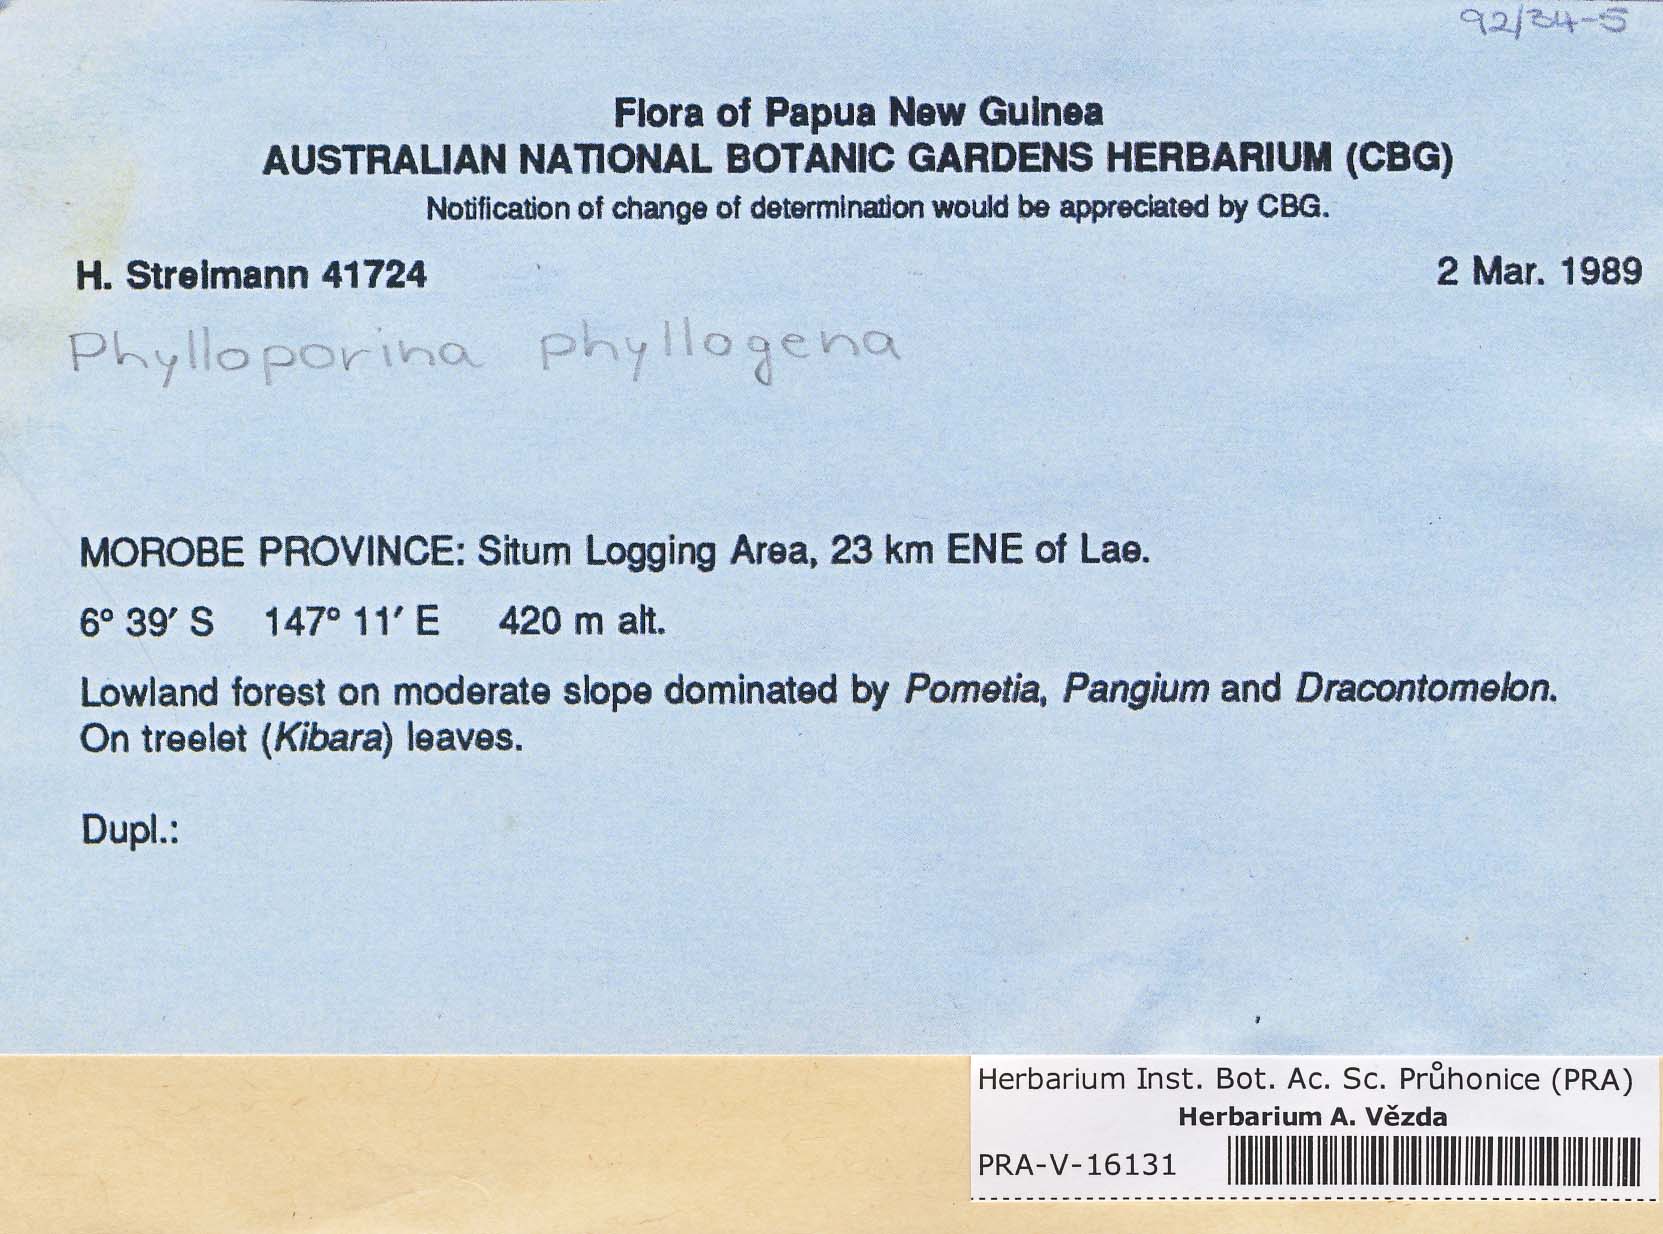 92/34-5
Flora of Papua New Guinea
AUSTRALIAN NATIONAL BOTANIC GARDENS HERBARIUM (CBG)
Notification of change of determination would be appreciated by CBG.
H. Streimann 41724 2 Mar. 1989
Phylloporina phyllogena
MOROBE PROVINCE: Situm Logging Area, 23 km ENE of Lae.
6° 39′ S 147° 11′ E 420 m alt.
Lowland forest on moderate slope dominated by Pometia, Pangium and Dracontomelon.
On treelet (Kibara) leaves.
Dupl.:
Herbarium Inst. Bot. Ac. Sc. Průhonice (PRA)
Herbarium A. Vězda
PRA-V-16131